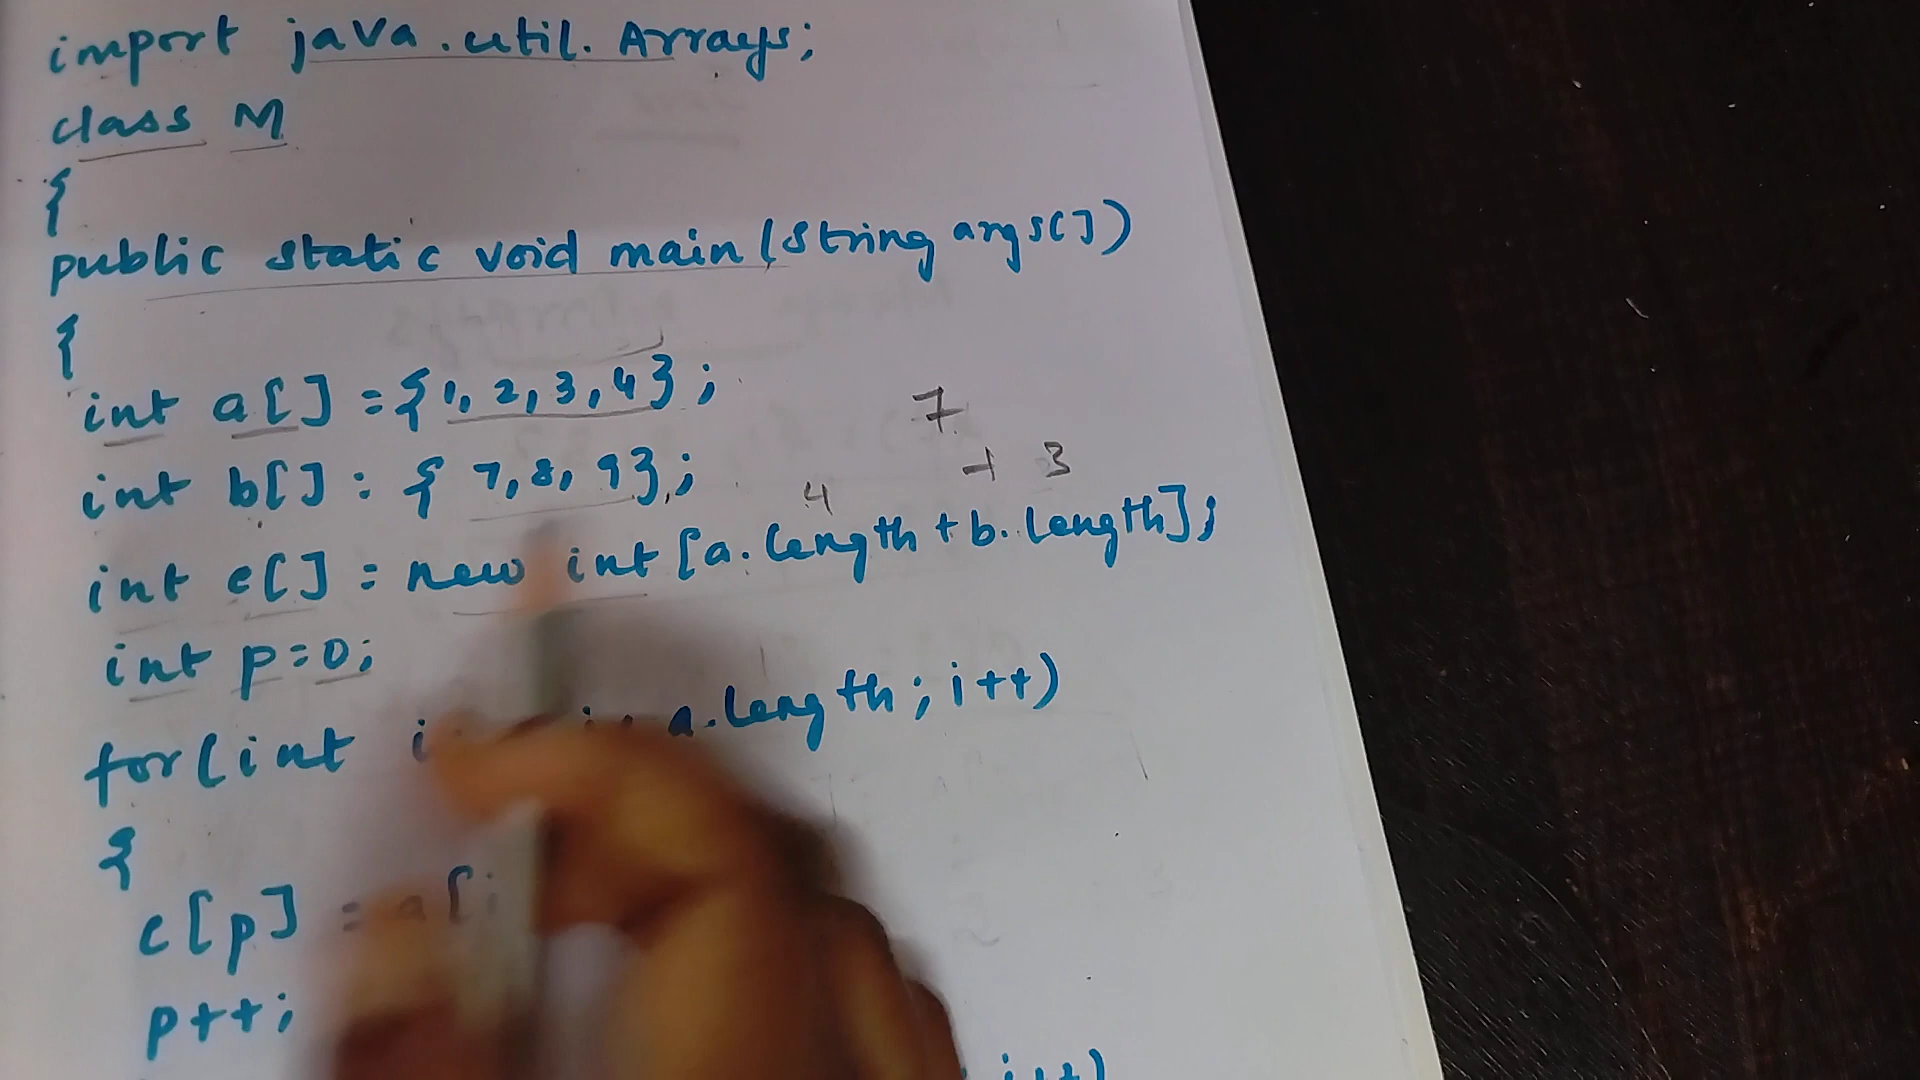 import java.util.Arrays;
class M
{
public static void main(String args[])
{
int a[] = {1, 2, 3, 4};
7
int b[] = { 7, 8, 9};
4 + 3
int c[] = new int [a.length + b.length];
int p=0;
for(int i a.length; i++)
{
c[p] = a[i
p++;
i++)